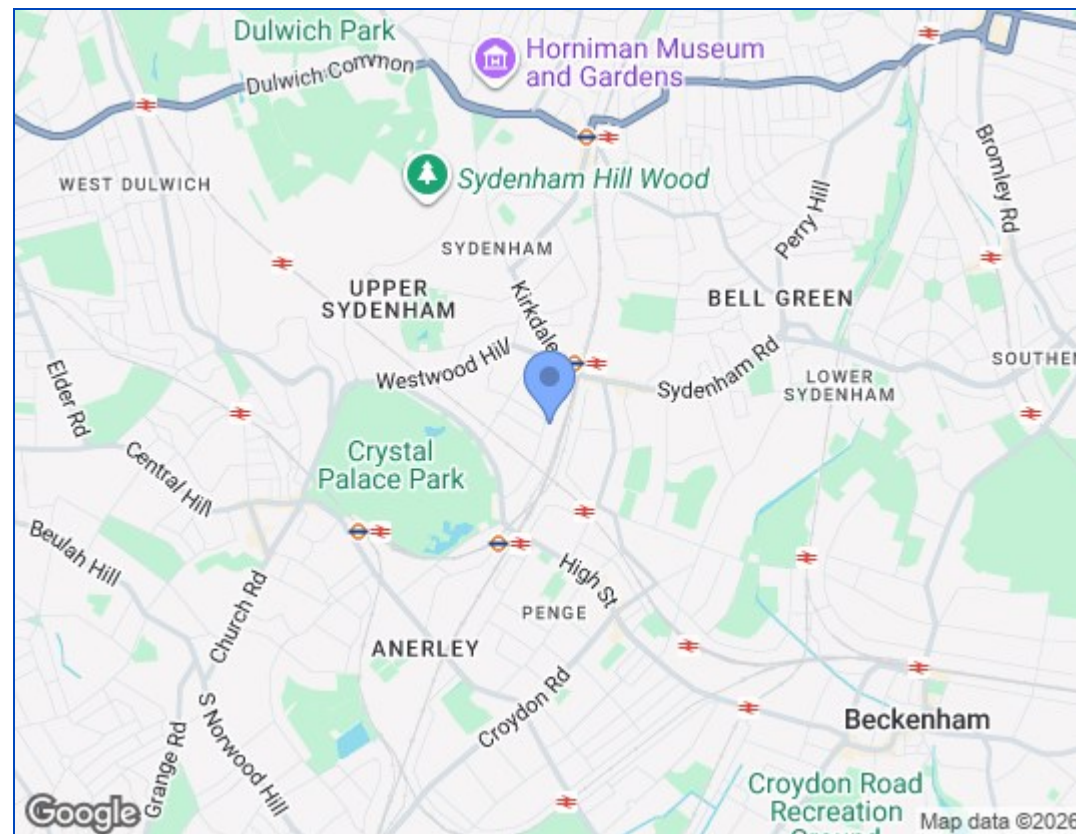 Dulwich Park
Horniman Museum
and Gardens
Dulwich Common
WEST DULWICH
Sydenham Hill Wood
Bromley Rd
Perry Hill
SYDENHAM
UPPER
SYDENHAM
Kirkdale
BELL GREEN
Westwood Hill
Sydenham Rd
SOUTHEN
LOWER
SYDENHAM
Elder Rd
Crystal
Palace Park
Central Hill
Beulah Hill
High St
Church Rd
PENGE
ANERLEY
Croydon Rd
S Norwood Hill
Grange Rd
Beckenham
Croydon Road
Recreation
Ground
Google
Map data ©2026